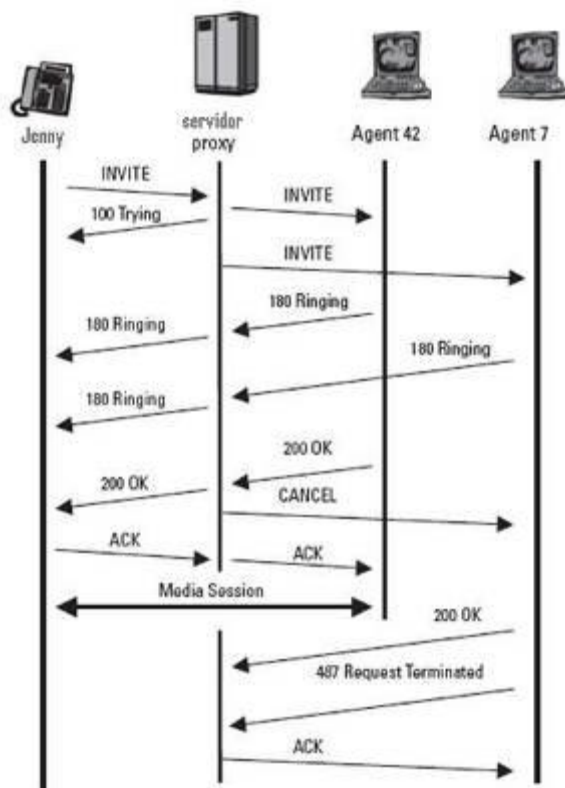 Jenny
servidor
proxy
Agent 42
Agent 7
INVITE
INVITE
100 Trying
INVITE
180 Ringing
180 Ringing
180 Ringing
180 Ringing
200 OK
200 OK
CANCEL
ACK
ACK
Media Session
200 OK
487 Request Terminated
ACK